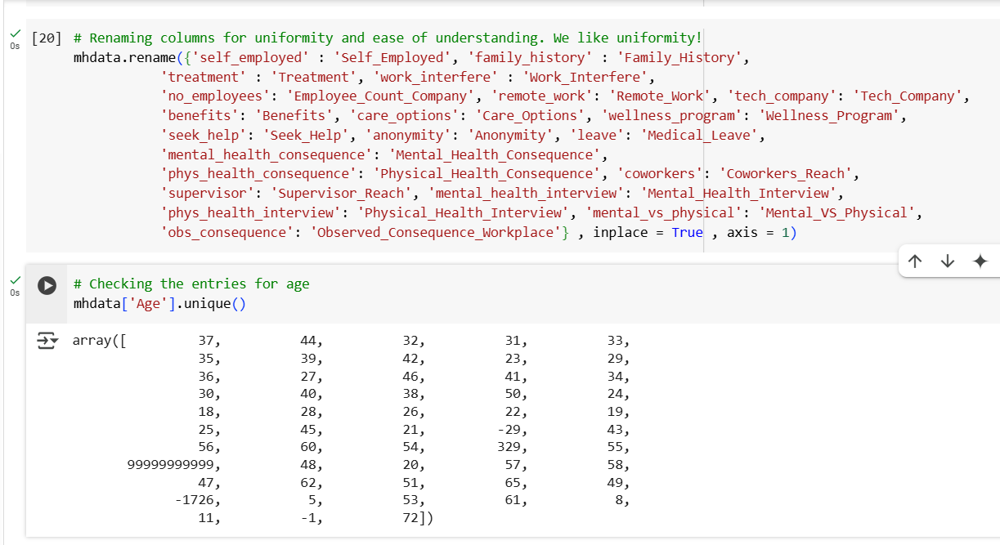 [20] # Renaming columns for uniformity and ease of understanding. We like uniformity!
0s
mhdata.rename({'self_employed' : 'Self_Employed', 'family_history' : 'Family_History',
'treatment' : 'Treatment', 'work_interfere' : 'Work_Interfere',
'no_employees': 'Employee_Count_Company', 'remote_work': 'Remote_Work', 'tech_company': 'Tech_Company',
'benefits': 'Benefits', 'care_options': 'Care_Options', 'wellness_program': 'Wellness_Program',
'seek_help': 'Seek_Help', 'anonymity': 'Anonymity', 'leave': 'Medical_Leave',
'mental_health_consequence': 'Mental_Health_Consequence',
'phys_health_consequence': 'Physical_Health_Consequence', 'coworkers': 'Coworkers_Reach',
'supervisor': 'Supervisor_Reach', 'mental_health_interview': 'Mental_Health_Interview',
'phys_health_interview': 'Physical_Health_Interview', 'mental_vs_physical': 'Mental_VS_Physical',
'obs_consequence': 'Observed_Consequence_Workplace'} , inplace = True , axis = 1)
# Checking the entries for age
0s
mhdata['Age'].unique()
array([ 37, 44, 32, 31, 33,
35, 39, 42, 23, 29,
36, 27, 46, 41, 34,
30, 40, 38, 50, 24,
18, 28, 26, 22, 19,
25, 45, 21, -29, 43,
56, 60, 54, 329, 55,
99999999999, 48, 20, 57, 58,
47, 62, 51, 65, 49,
-1726, 5, 53, 61, 8,
11, -1, 72])